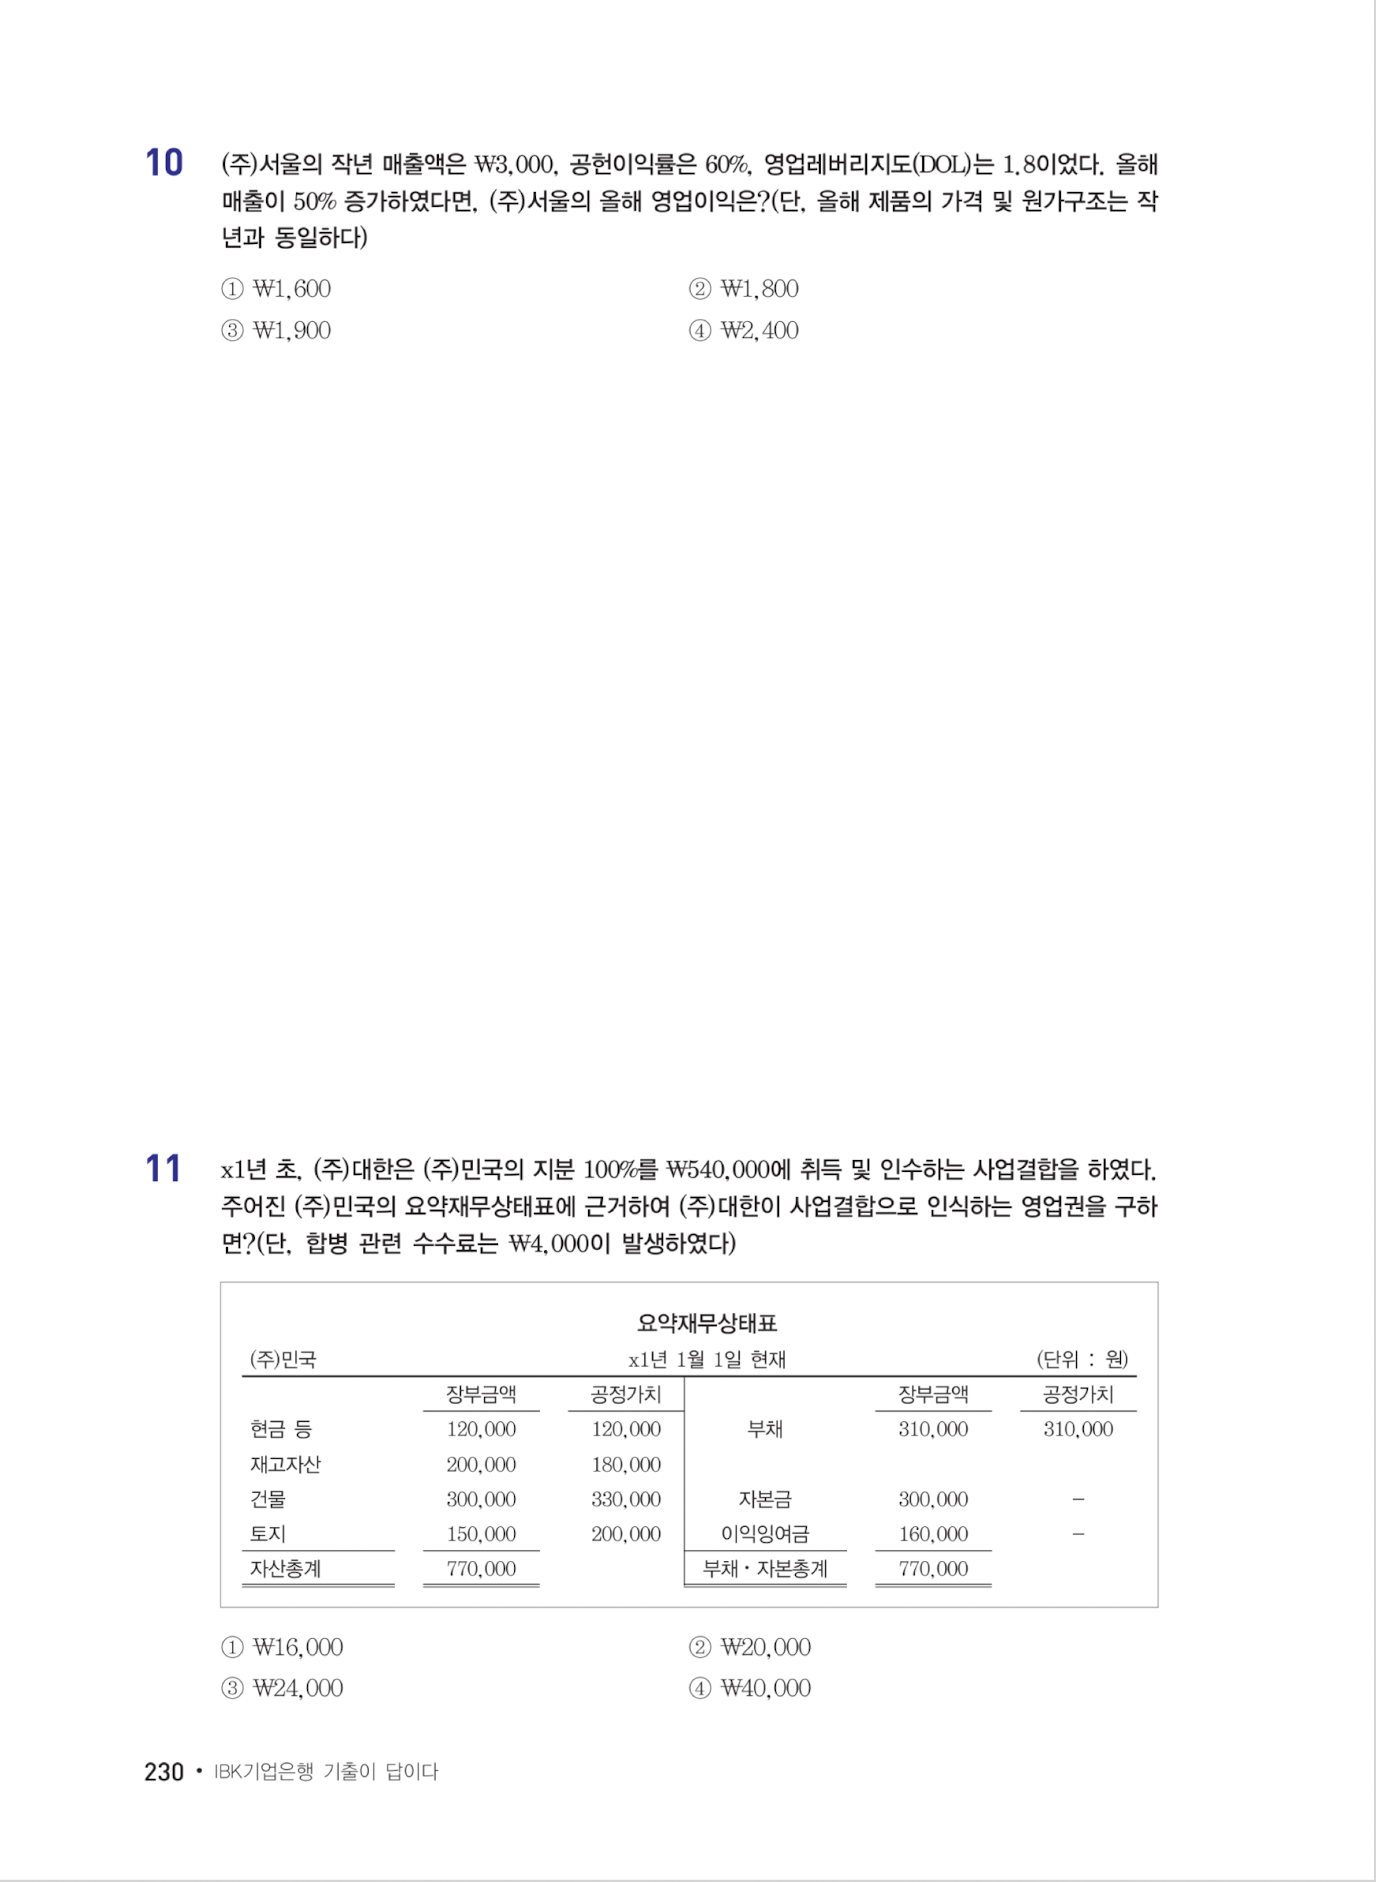 10 (주)서울의 작년 매출액은 ₩3,000, 공헌이익률은 60%, 영업레버리지도(DOL)는 1.8이었다. 올해
매출이 50% 증가하였다면, (주)서울의 올해 영업이익은?(단, 올해 제품의 가격 및 원가구조는 작
년과 동일하다)
① ₩1,600 ② ₩1,800
③ ₩1,900 ④ ₩2,400
11 x1년 초, (주)대한은 (주)민국의 지분 100%를 ₩540,000에 취득 및 인수하는 사업결합을 하였다.
주어진 (주)민국의 요약재무상태표에 근거하여 (주)대한이 사업결합으로 인식하는 영업권을 구하
면?(단, 합병 관련 수수료는 ₩4,000이 발생하였다)
요약재무상태표
(주)민국 x1년 1월 1일 현재 (단위 : 원)
장부금액 공정가치 장부금액 공정가치
현금 등 120,000 120,000 부채 310,000 310,000
재고자산 200,000 180,000
건물 300,000 330,000 자본금 300,000 –
토지 150,000 200,000 이익잉여금 160,000 –
자산총계 770,000 부채·자본총계 770,000
① ₩16,000 ② ₩20,000
③ ₩24,000 ④ ₩40,000
230 • IBK기업은행 기출이 답이다